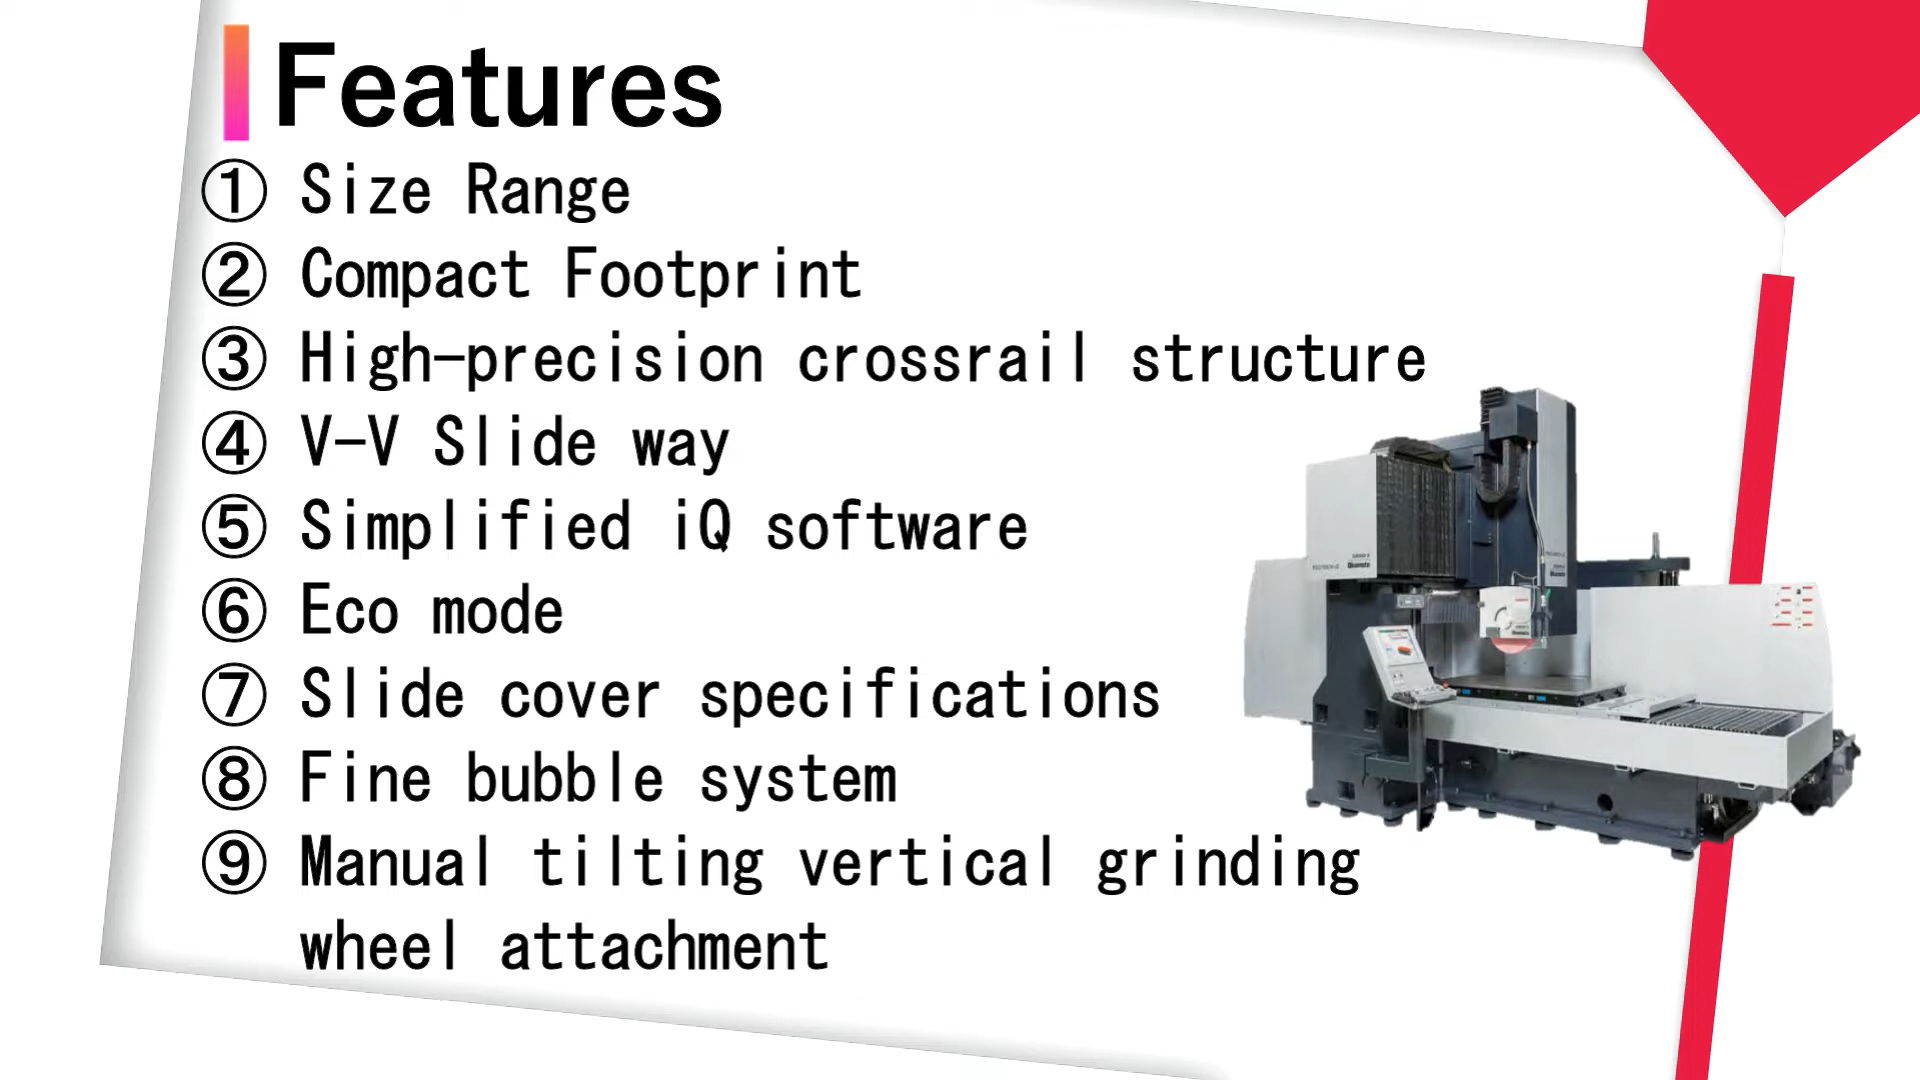 Features
① Size Range
② Compact Footprint
③ High-precision crossrail structure
④ V-V Slide way
⑤ Simplified iQ software
⑥ Eco mode
⑦ Slide cover specifications
⑧ Fine bubble system
⑨ Manual tilting vertical grinding
wheel attachment
Okamoto